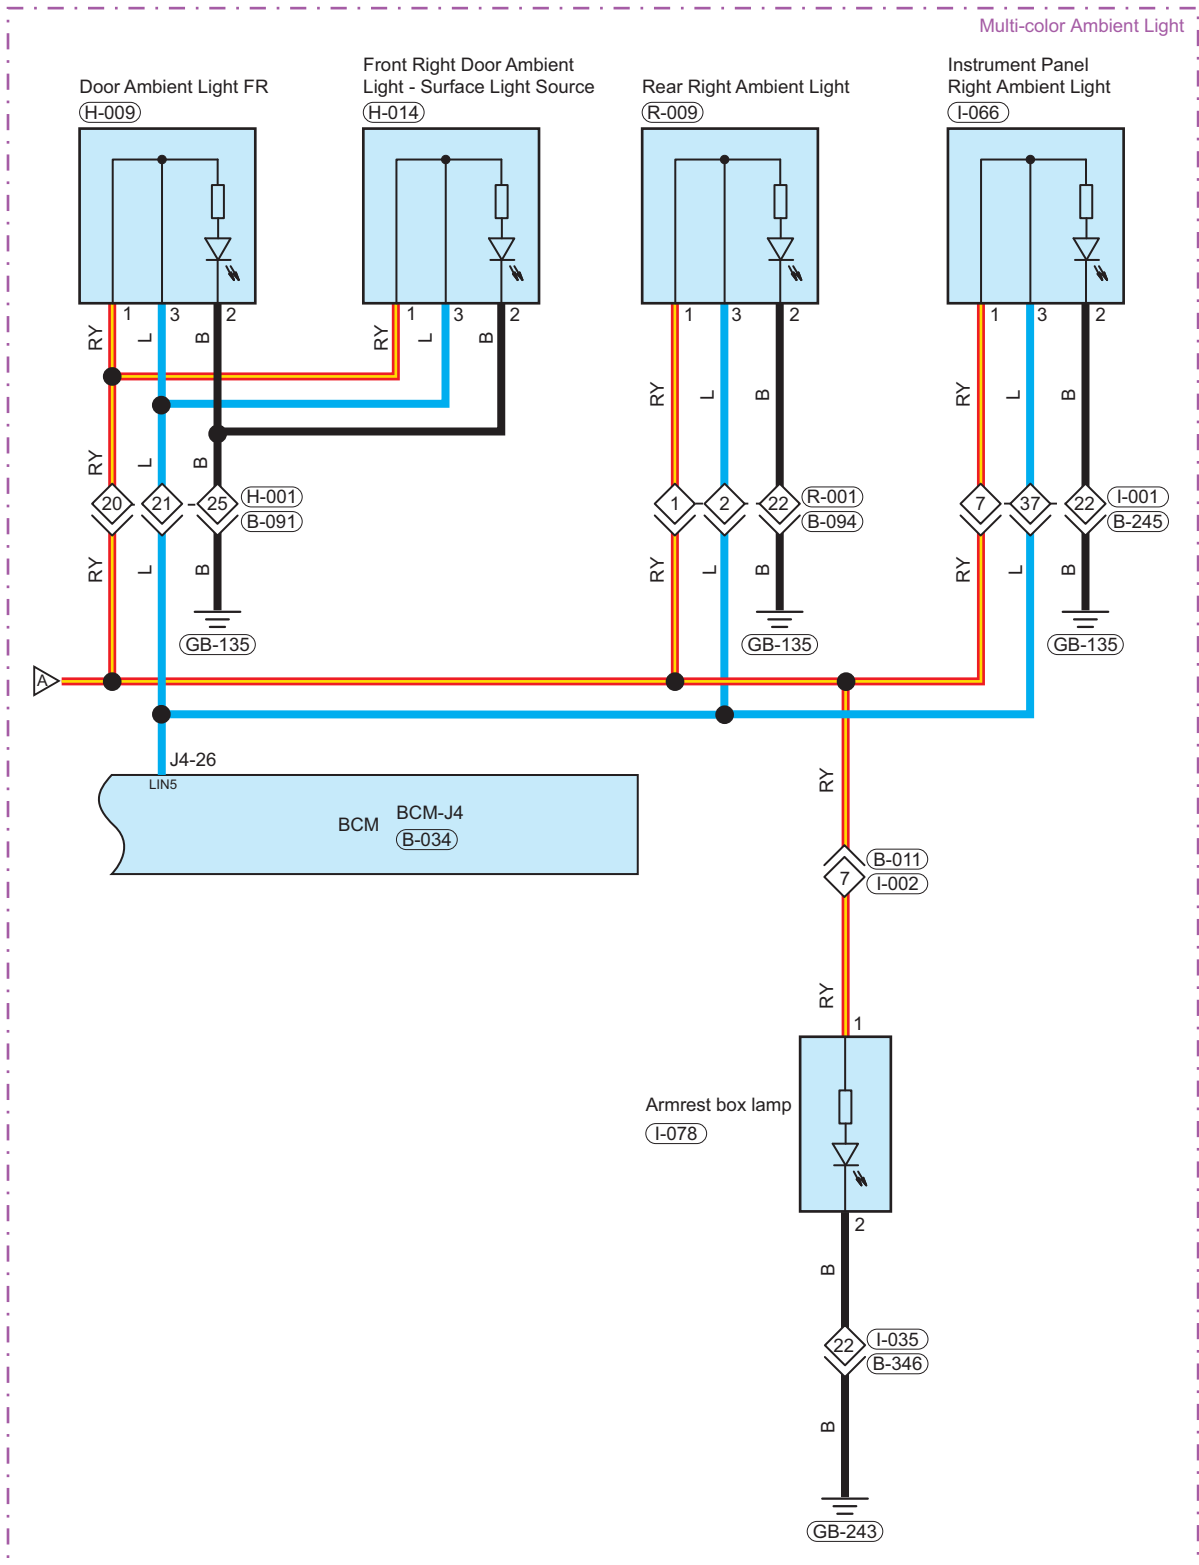 Multi-color Ambient Light
Door Ambient Light FR
H-009
Front Right Door Ambient
Light - Surface Light Source
H-014
Rear Right Ambient Light
R-009
Instrument Panel
Right Ambient Light
I-066
1 3 2 1 3 2 1 3 2 1 3 2
RY L B RY L B
RY L B RY L B
RY L B
20 21 25 H-001
B-091
1 2 22 R-001
B-094
7 37 22 I-001
B-245
RY L B RY L B RY L B
GB-135 GB-135 GB-135
A
J4-26
LIN5
BCM BCM-J4
B-034
RY
7 B-011
I-002
RY
1
Armrest box lamp
I-078
2
B
22 I-035
B-346
B
GB-243